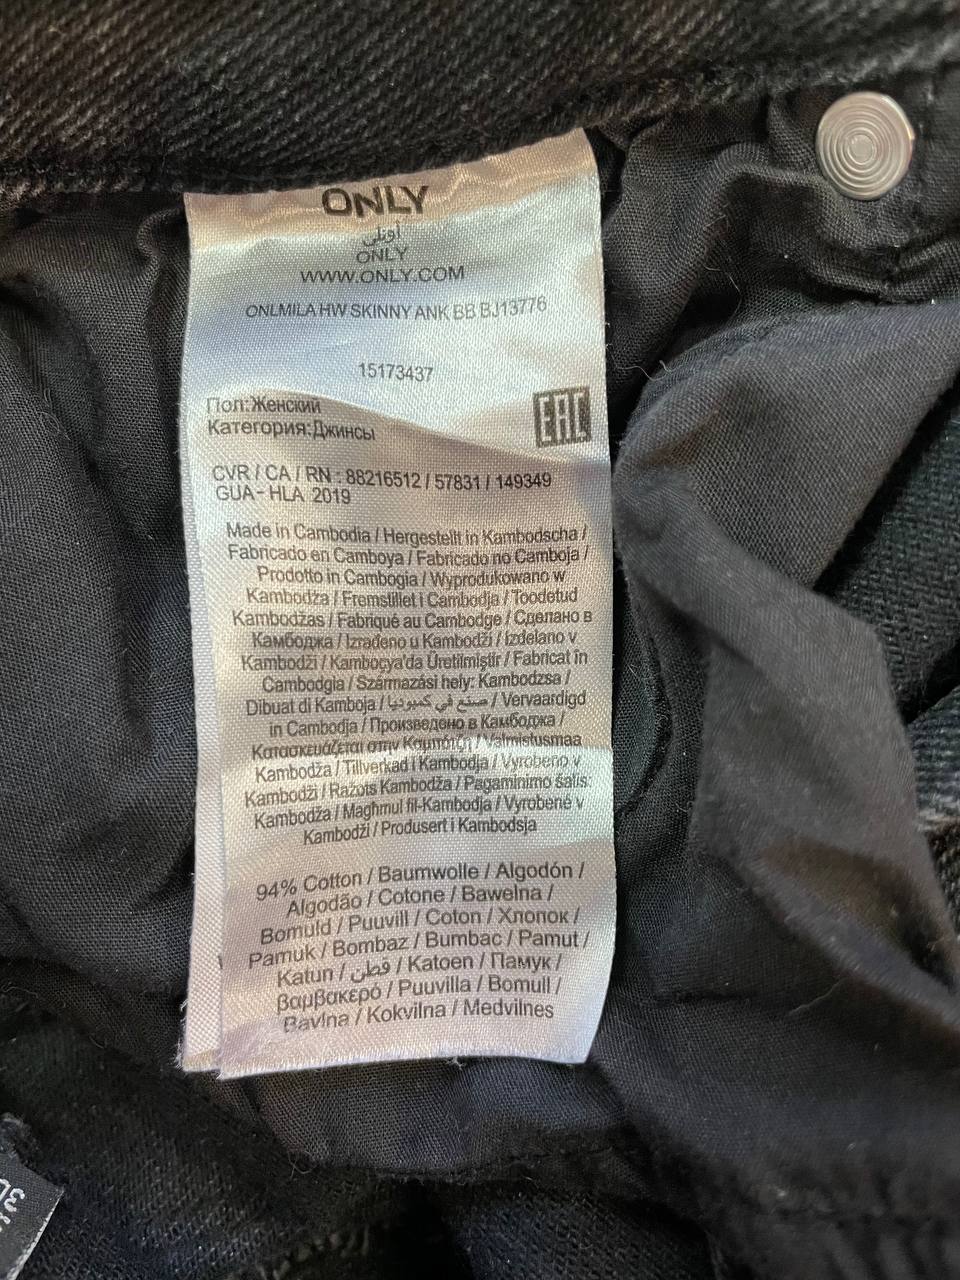 ONLY
أونلي
ONLY
WWW.ONLY.COM
ONLMILA HW SKINNY ANK BB BJ13776
15173437
Пол:Женский
Категория:Джинсы
EAC
CVR / CA / RN : 88216512 / 57831 / 149349
GUA - HLA 2019
Made in Cambodia / Hergestellt in Kambodscha /
Fabricado en Camboya / Fabricado no Camboja /
Prodotto in Cambogia / Wyprodukowano w
Kambodża / Fremstillet i Cambodja / Toodetud
Kambodžas / Fabriqué au Cambodge / Сделано в
Камбоджа / Izrađeno u Kambodži / Izdelano v
Kambodži / Kamboçya'da Üretilmiştir / Fabricat în
Cambodgia / Származási hely: Kambodzsa /
Dibuat di Kamboja / صنع في كمبوديا / Vervaardigd
in Cambodja / Произведено в Камбоджа /
Κατασκευάζεται στην Καμπότζη / Valmistusmaa
Kambodža / Tillverkad i Kambodja / Vyrobeno v
Kambodži / Ražots Kambodža / Pagaminimo šalis:
Kambodža / Magħmul fil-Kambodja / Vyrobené v
Kambodži / Produsert i Kambodsja
94% Cotton / Baumwolle / Algodón /
Algodão / Cotone / Bawełna /
Bomuld / Puuvill / Coton / Хлопок /
Pamuk / Bombaz / Bumbac / Pamut /
Katun / قطن / Katoen / Памук /
βαμβακερό / Puuvilla / Bomull /
Bavlna / Kokvilna / Medvilnes
30